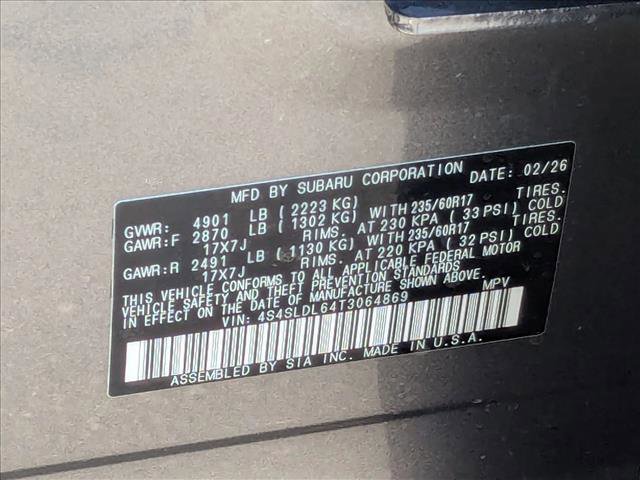 MFD BY SUBARU CORPORATION DATE: 02/26
GVWR: 4901 LB ( 2223 KG)
GAWR:F 2870 LB ( 1302 KG) WITH 235/60R17 TIRES.
17X7J RIMS. AT 230 KPA ( 33 PSI) COLD
GAWR:R 2491 LB ( 1130 KG) WITH 235/60R17 TIRES.
17X7J RIMS. AT 220 KPA ( 32 PSI) COLD
THIS VEHICLE CONFORMS TO ALL APPLICABLE FEDERAL MOTOR
VEHICLE SAFETY AND THEFT PREVENTION STANDARDS
IN EFFECT ON THE DATE OF MANUFACTURE SHOWN ABOVE.
VIN: 4S4SLDL64T3064869 MPV
ASSEMBLED BY SIA INC. MADE IN U.S.A.